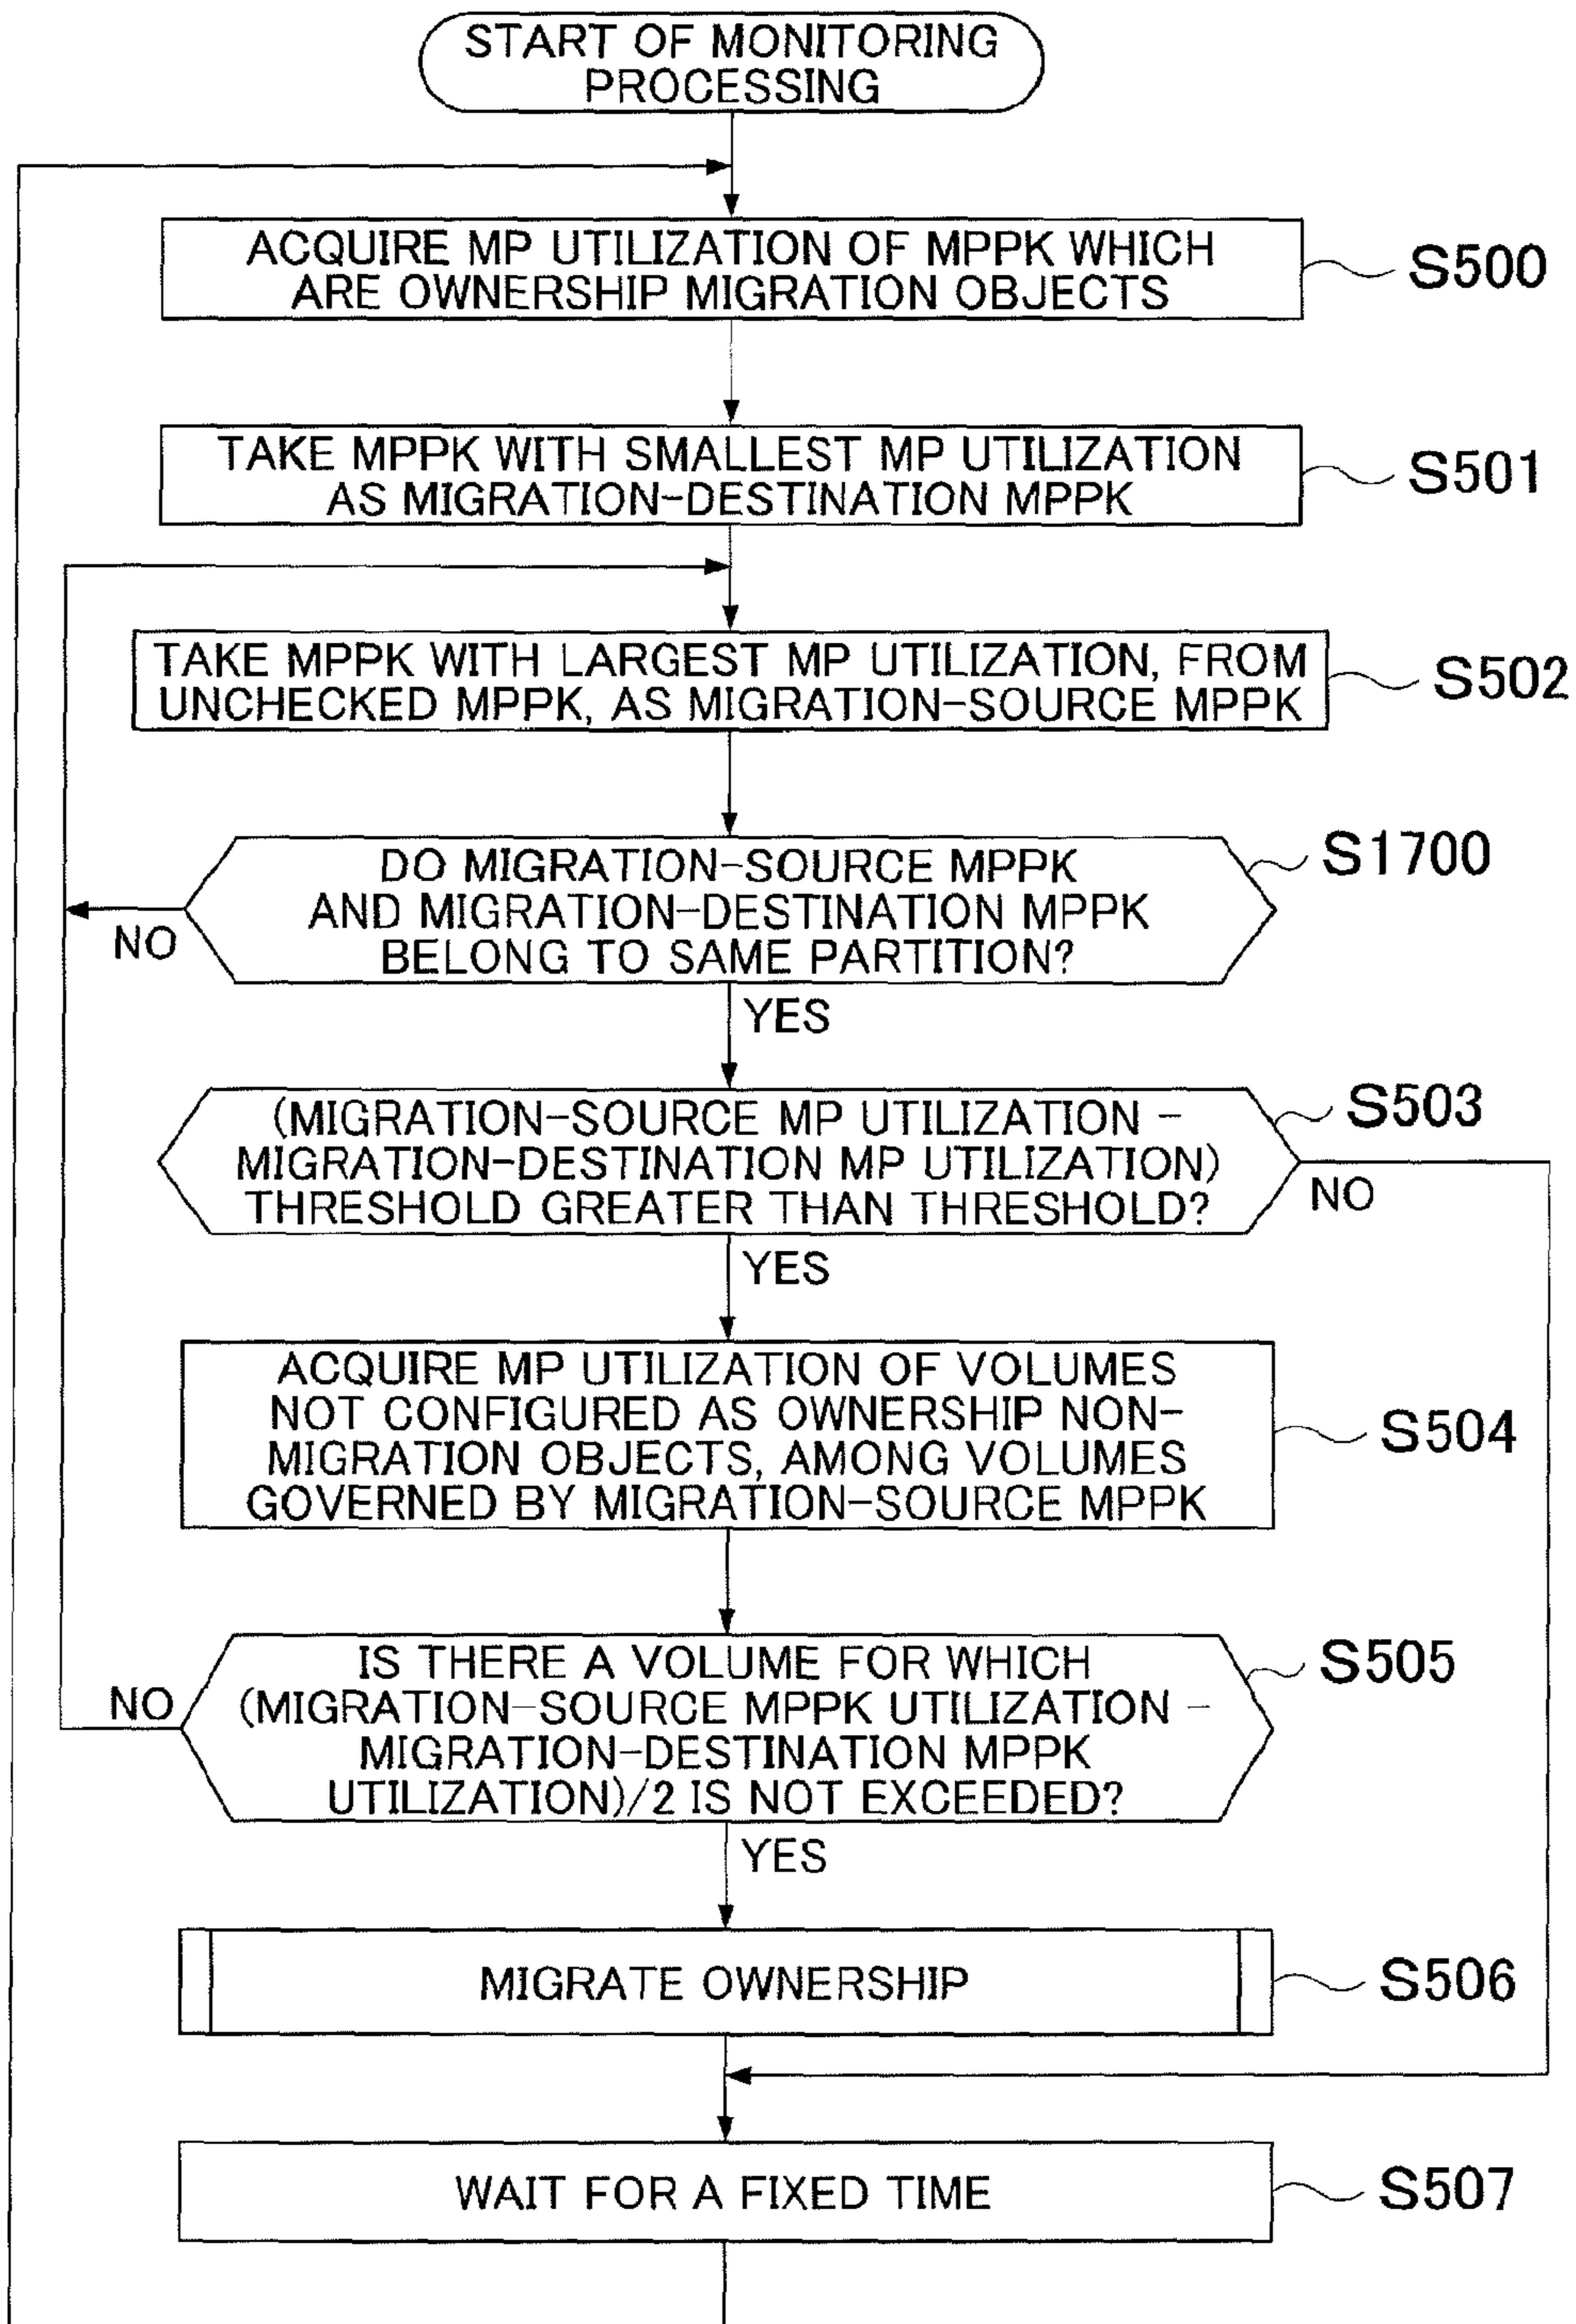 START OF MONITORING
PROCESSING
ACQUIRE MP UTILIZATION OF MPPK WHICH
ARE OWNERSHIP MIGRATION OBJECTS
S500
TAKE MPPK WITH SMALLEST MP UTILIZATION
AS MIGRATION-DESTINATION MPPK
S501
TAKE MPPK WITH LARGEST MP UTILIZATION, FROM
UNCHECKED MPPK, AS MIGRATION-SOURCE MPPK
S502
DO MIGRATION-SOURCE MPPK
AND MIGRATION-DESTINATION MPPK
BELONG TO SAME PARTITION?
S1700
NO
YES
(MIGRATION-SOURCE MP UTILIZATION -
MIGRATION-DESTINATION MP UTILIZATION)
THRESHOLD GREATER THAN THRESHOLD?
S503
NO
YES
ACQUIRE MP UTILIZATION OF VOLUMES
NOT CONFIGURED AS OWNERSHIP NON-
MIGRATION OBJECTS, AMONG VOLUMES
GOVERNED BY MIGRATION-SOURCE MPPK
S504
IS THERE A VOLUME FOR WHICH
(MIGRATION-SOURCE MPPK UTILIZATION -
MIGRATION-DESTINATION MPPK
UTILIZATION)/2 IS NOT EXCEEDED?
S505
NO
YES
MIGRATE OWNERSHIP
S506
WAIT FOR A FIXED TIME
S507